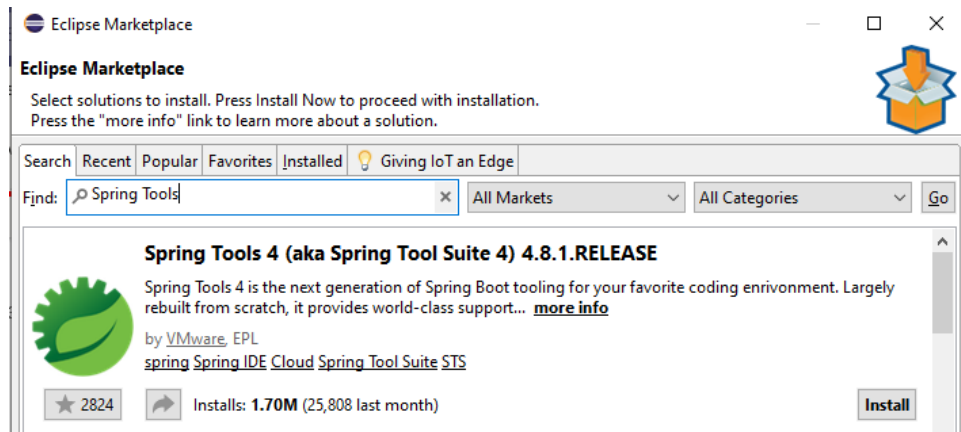 Eclipse Marketplace
Eclipse Marketplace
Select solutions to install. Press Install Now to proceed with installation.
Press the "more info" link to learn more about a solution.
Search Recent Popular Favorites Installed Giving IoT an Edge
Find: Spring Tools All Markets All Categories Go
Spring Tools 4 (aka Spring Tool Suite 4) 4.8.1.RELEASE
Spring Tools 4 is the next generation of Spring Boot tooling for your favorite coding enrivonment. Largely
rebuilt from scratch, it provides world-class support... more info
by VMware, EPL
spring Spring IDE Cloud Spring Tool Suite STS
2824 Installs: 1.70M (25,808 last month) Install